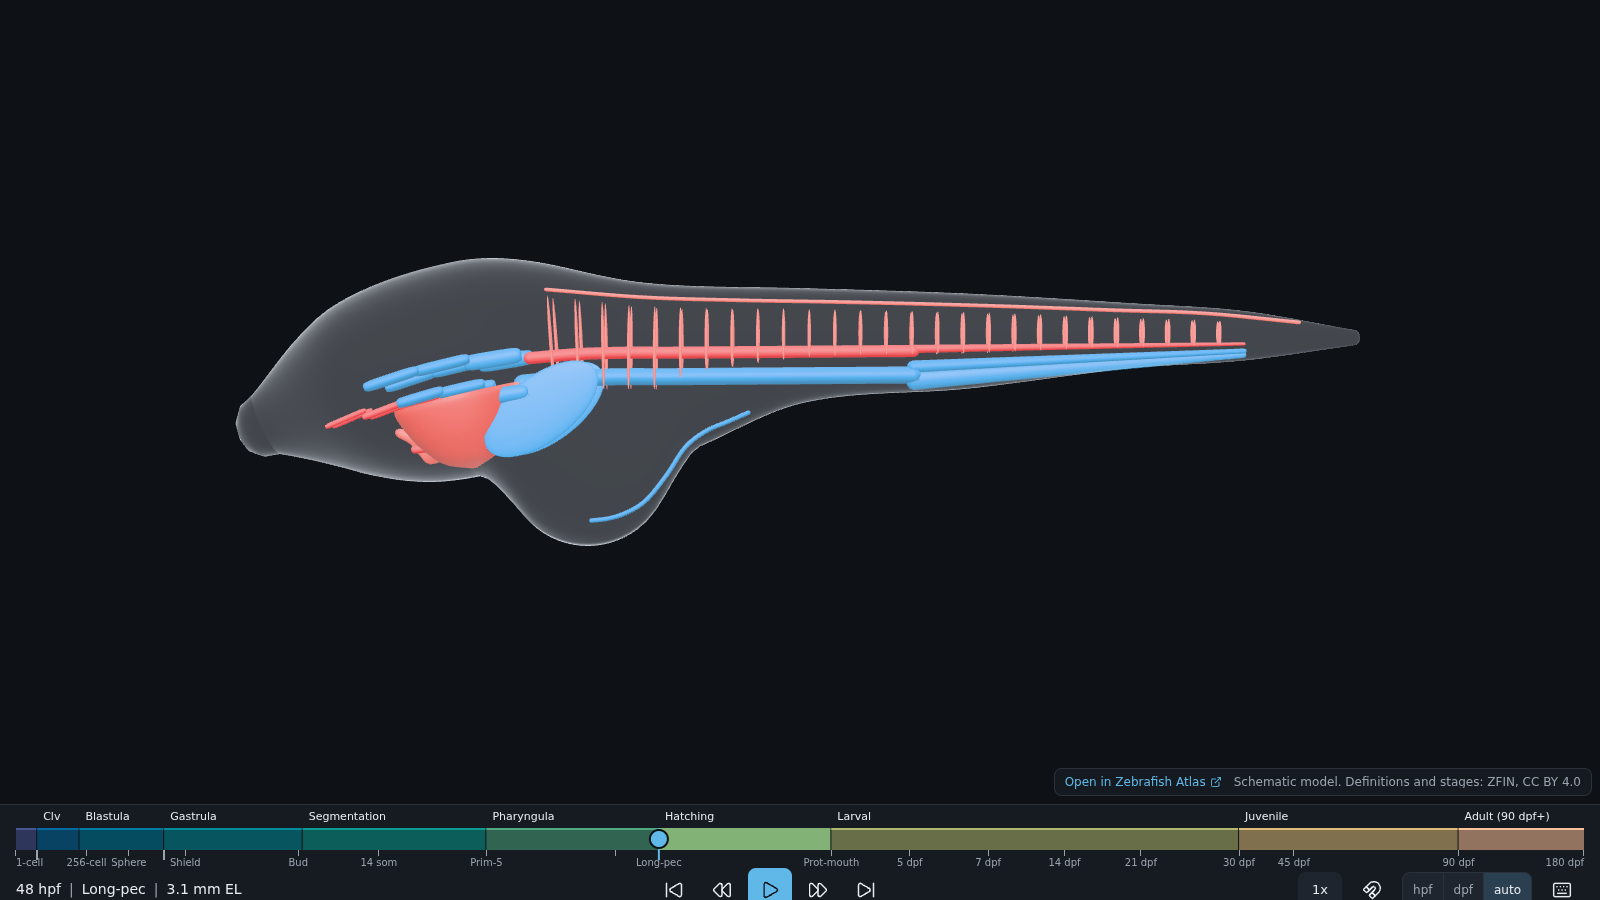 Open in Zebrafish Atlas Schematic model. Definitions and stages: ZFIN, CC BY 4.0
Clv Blastula Gastrula Segmentation Pharyngula Hatching Larval Juvenile Adult (90 dpf+)
1-cell 256-cell Sphere Shield Bud 14 som Prim-5 Long-pec Prot-mouth 5 dpf 7 dpf 14 dpf 21 dpf 30 dpf 45 dpf 90 dpf 180 dpf
48 hpf | Long-pec | 3.1 mm EL 1x hpf dpf auto